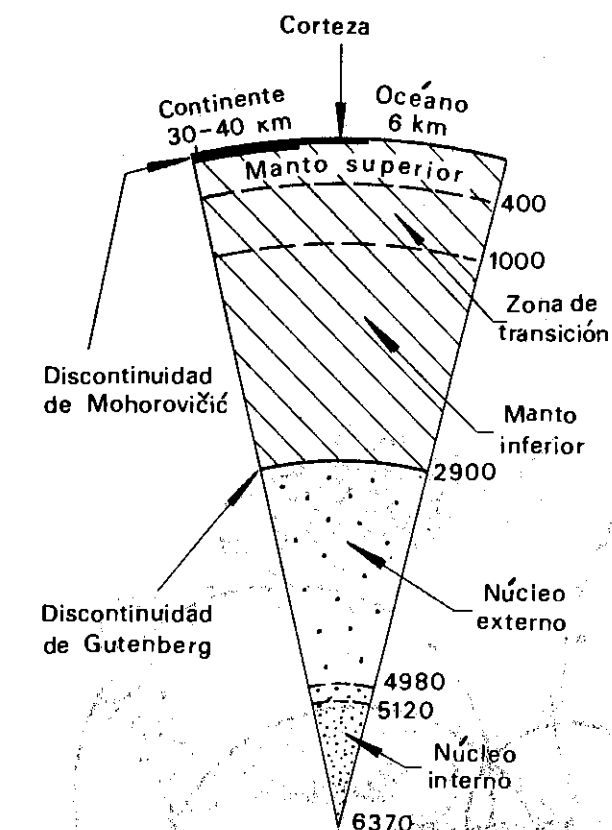 Corteza
Continente
30-40 km
Océano
6 km
Manto superior
400
1000
Zona de
transición
Discontinuidad
de Mohorovičić
Manto
inferior
2900
Discontinuidad
de Gutenberg
Núcleo
externo
4980
5120
Núcleo
interno
6370